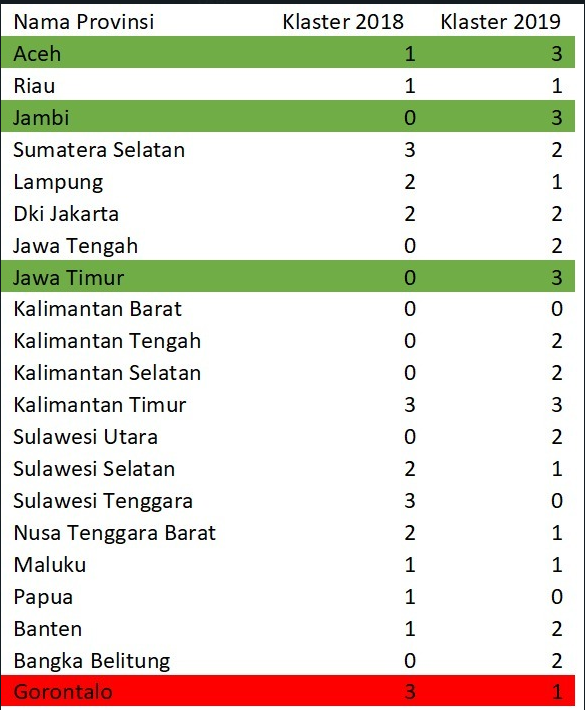 Nama Provinsi Klaster 2018 Klaster 2019
Aceh 1 3
Riau 1 1
Jambi 0 3
Sumatera Selatan 3 2
Lampung 2 1
Dki Jakarta 2 2
Jawa Tengah 0 2
Jawa Timur 0 3
Kalimantan Barat 0 0
Kalimantan Tengah 0 2
Kalimantan Selatan 0 2
Kalimantan Timur 3 3
Sulawesi Utara 0 2
Sulawesi Selatan 2 1
Sulawesi Tenggara 3 0
Nusa Tenggara Barat 2 1
Maluku 1 1
Papua 1 0
Banten 1 2
Bangka Belitung 0 2
Gorontalo 3 1